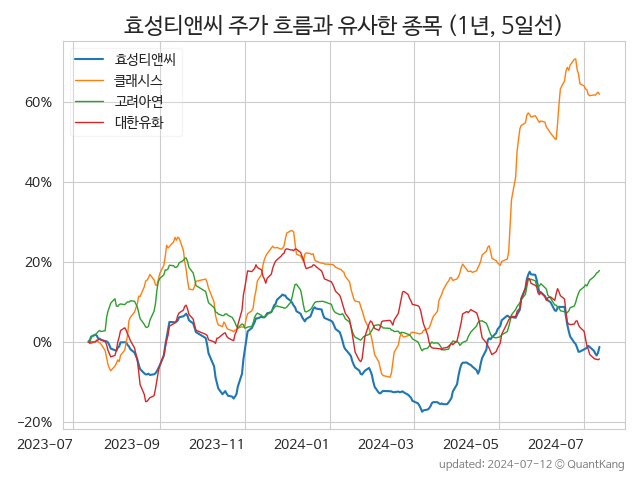 효성티앤씨 주가 흐름과 유사한 종목 (1년, 5일선)
효성티앤씨
클래시스
고려아연
대한유화
60%
40%
20%
0%
−20%
2023-07
2023-09
2023-11
2024-01
2024-03
2024-05
2024-07
updated: 2024-07-12 © QuantKang